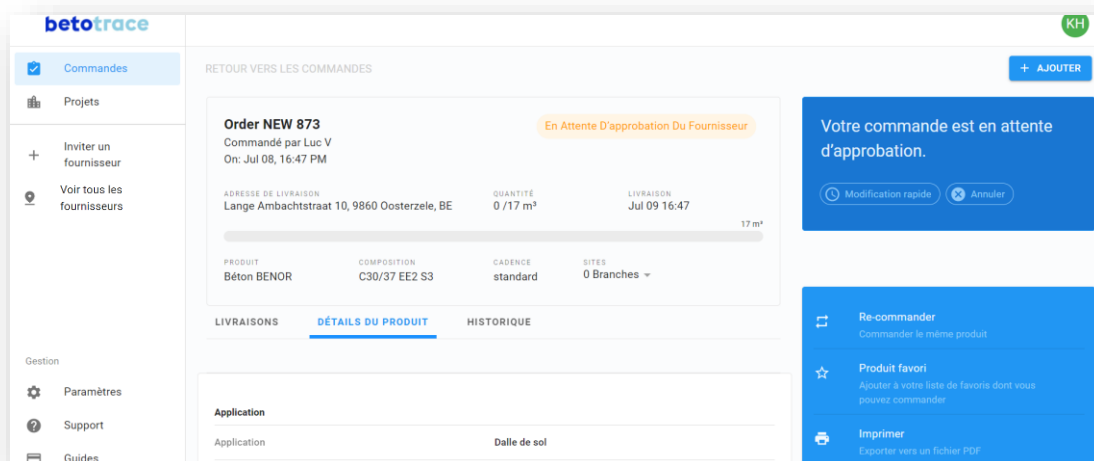 betotrace
KH
Commandes
Projets
Inviter un
fournisseur
Voir tous les
fournisseurs
Gestion
Paramètres
Support
Guides
RETOUR VERS LES COMMANDES
+ AJOUTER
Order NEW 873
Commandé par Luc V
On: Jul 08, 16:47 PM
En Attente D'approbation Du Fournisseur
ADRESSE DE LIVRAISON
Lange Ambachtstraat 10, 9860 Oosterzele, BE
QUANTITÉ
0 /17 m³
LIVRAISON
Jul 09 16:47
17 m³
PRODUIT
Béton BENOR
COMPOSITION
C30/37 EE2 S3
CADENCE
standard
SITES
0 Branches
LIVRAISONS
DÉTAILS DU PRODUIT
HISTORIQUE
Application
Application
Dalle de sol
Votre commande est en attente
d'approbation.
Modification rapide
Annuler
Re-commander
Commander le même produit
Produit favori
Ajouter à votre liste de favoris dont vous
pouvez commander
Imprimer
Exporter vers un fichier PDF